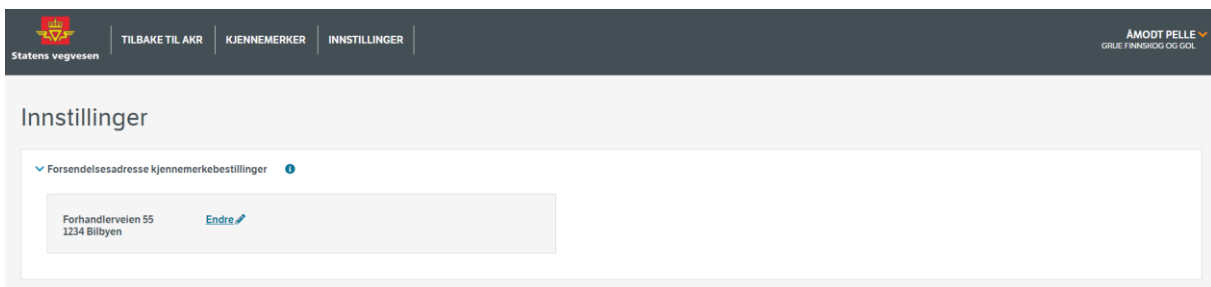 Statens vegvesen
TILBAKE TIL AKR
KJENNEMERKER
INNSTILLINGER
ÅMODT PELLE
GRUE FINNSKOG OG GOL
Innstillinger
Forsendelsesadresse kjennemerkebestillinger
Forhandlerveien 55
Endre
1234 Bilbyen